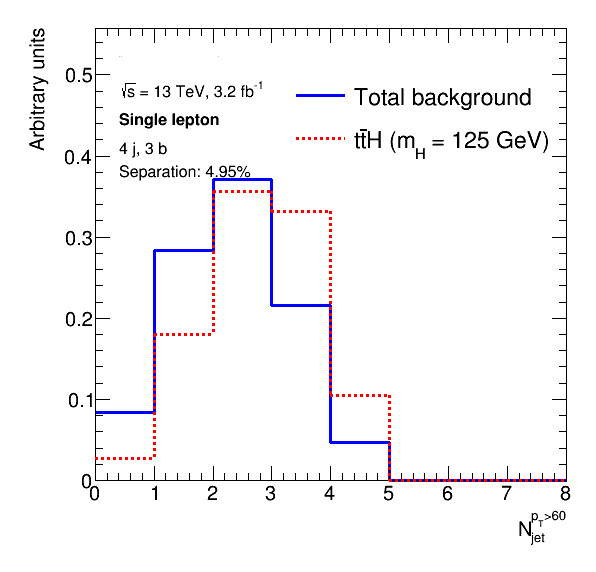 Arbitrary units
0.5
0.4
0.3
0.2
0.1
0
√s = 13 TeV, 3.2 fb⁻¹
Single lepton
4 j, 3 b
Separation: 4.95%
Total background
tt̄H (m_H = 125 GeV)
0 1 2 3 4 5 6 7 8
N_jet^{p_T>60}